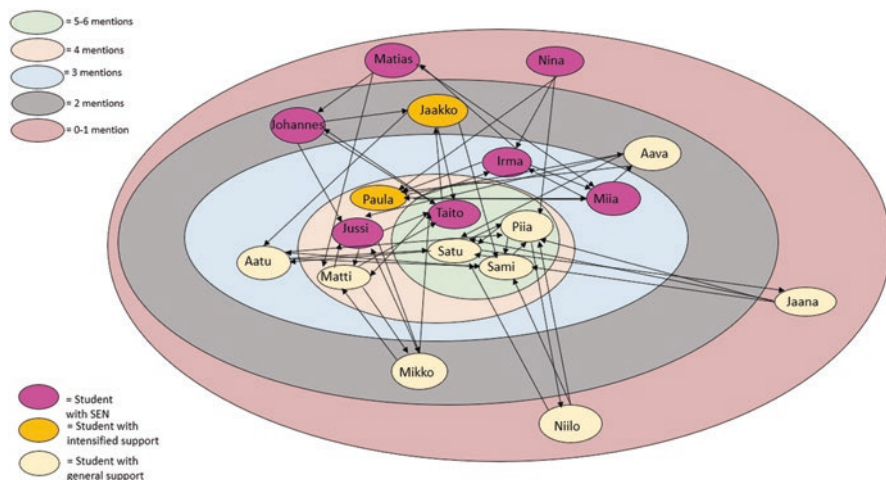 = 5-6 mentions
= 4 mentions
= 3 mentions
= 2 mentions
= 0-1 mention
Matias
Nina
Jaakko
Johannes
Aava
Irma
Paula
Miia
Taito
Jussi
Piia
Satu
Aatu
Matti
Sami
Jaana
Mikko
Niilo
= Student
with SEN
= Student with
intensified support
= Student with
general support